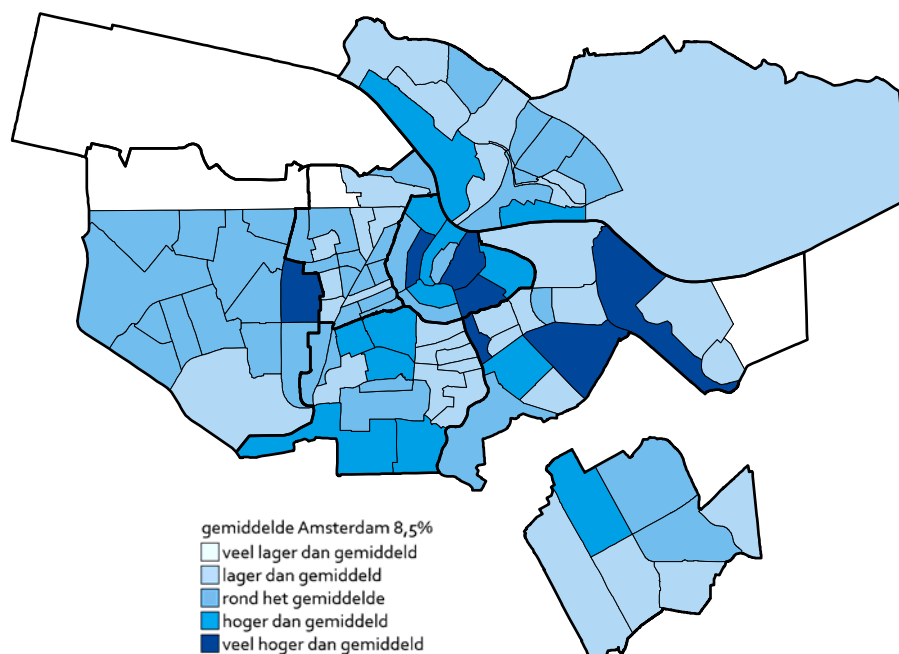 gemiddelde Amsterdam 8,5%
veel lager dan gemiddeld
lager dan gemiddeld
rond het gemiddelde
hoger dan gemiddeld
veel hoger dan gemiddeld